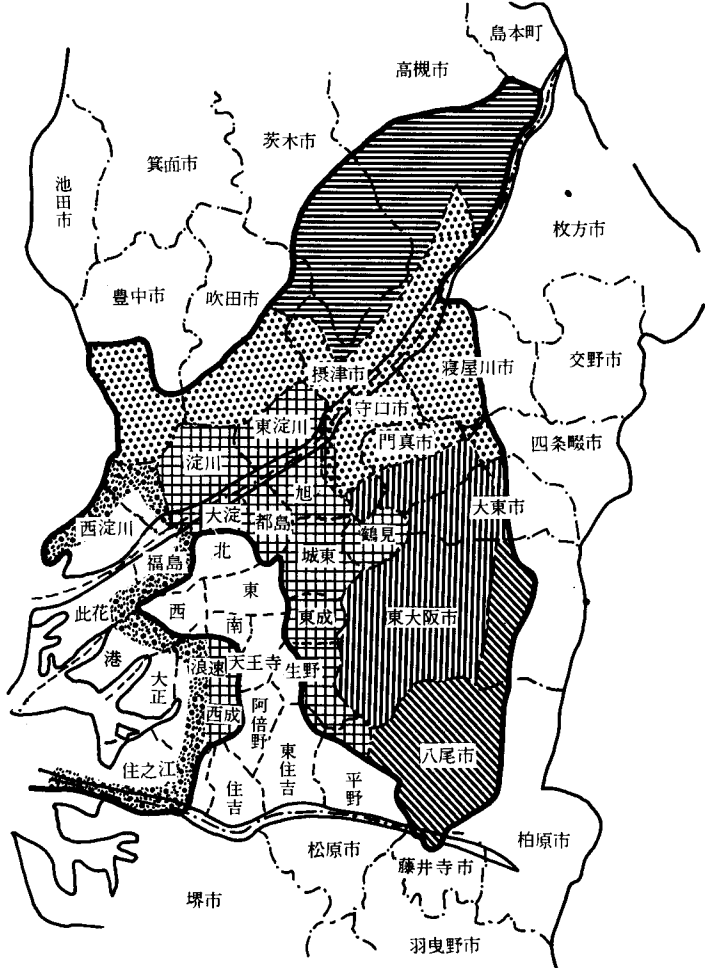 島本町
高槻市
茨木市
箕面市
池田市
枚方市
豊中市
吹田市
交野市
摂津市
寝屋川市
守口市
東淀川
門真市
四条畷市
淀川
旭
大東市
大淀
都島
西淀川
鶴見
北
城東
福島
東
此花
西
南
東成
東大阪市
港
浪速
天王寺
生野
大正
西成
阿倍野
八尾市
住之江
東住吉
住吉
平野
柏原市
松原市
藤井寺市
堺市
羽曳野市